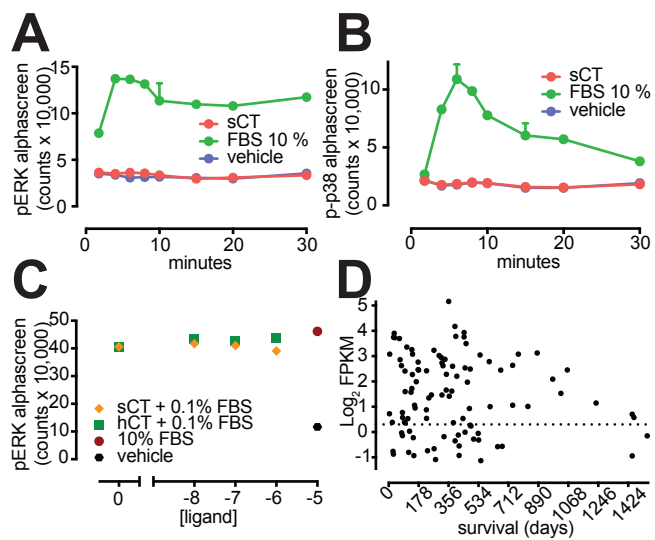 A
pERK alphascreen
(counts x 10,000)
15
10
5
0
sCT
FBS 10 %
vehicle
0
10
20
30
minutes
B
p-p38 alphascreen
(counts x 10,000)
10
5
0
sCT
FBS 10 %
vehicle
0
10
20
30
minutes
C
pERK alphascreen
(counts x 10,000)
50
40
30
20
10
0
sCT + 0.1% FBS
hCT + 0.1% FBS
10% FBS
vehicle
0
-8
-7
-6
-5
[ligand]
D
Log2 FPKM
5
4
3
2
1
0
-1
0
178
356
534
712
890
1068
1246
1424
survival (days)